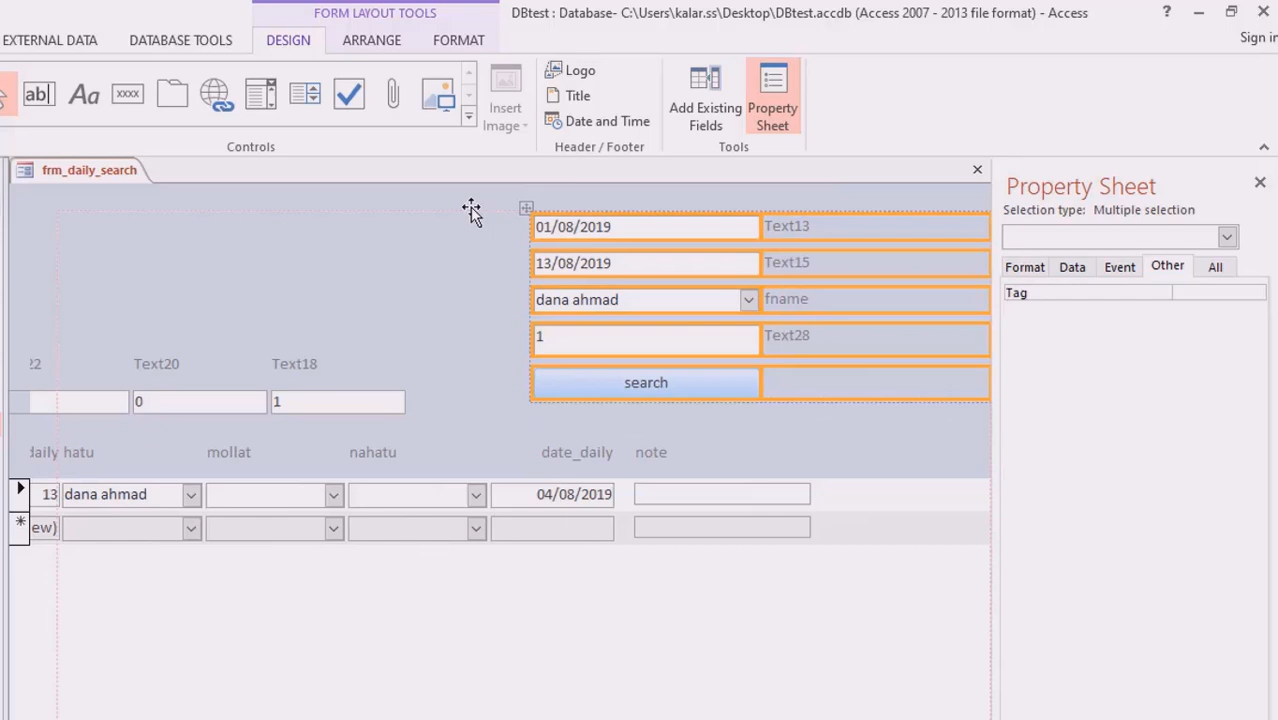 FORM LAYOUT TOOLS
DBtest : Database- C:\Users\kalar.ss\Desktop\DBtest.accdb (Access 2007 - 2013 file format) - Access
?
EXTERNAL DATA
DATABASE TOOLS
DESIGN
ARRANGE
FORMAT
Sign in
ab
Aa
xxxx
Insert
Image
Logo
Title
Date and Time
Add Existing
Fields
Property
Sheet
Controls
Header / Footer
Tools
frm_daily_search
Property Sheet
Selection type: Multiple selection
Format
Data
Event
Other
All
Tag
01/08/2019
Text13
13/08/2019
Text15
dana ahmad
fname
1
Text28
search
22
Text20
Text18
0
1
daily
hatu
mollat
nahatu
date_daily
note
13
dana ahmad
04/08/2019
*
ew)